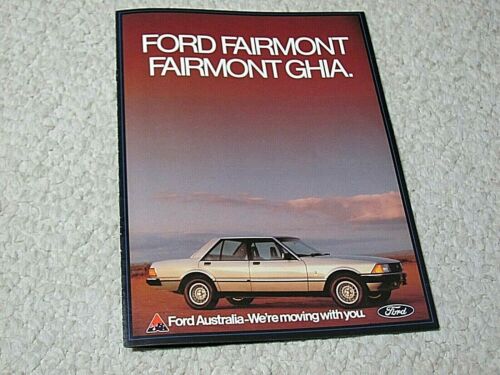 FORD FAIRMONT
FAIRMONT GHIA.
Ford Australia-We're moving with you.
Ford